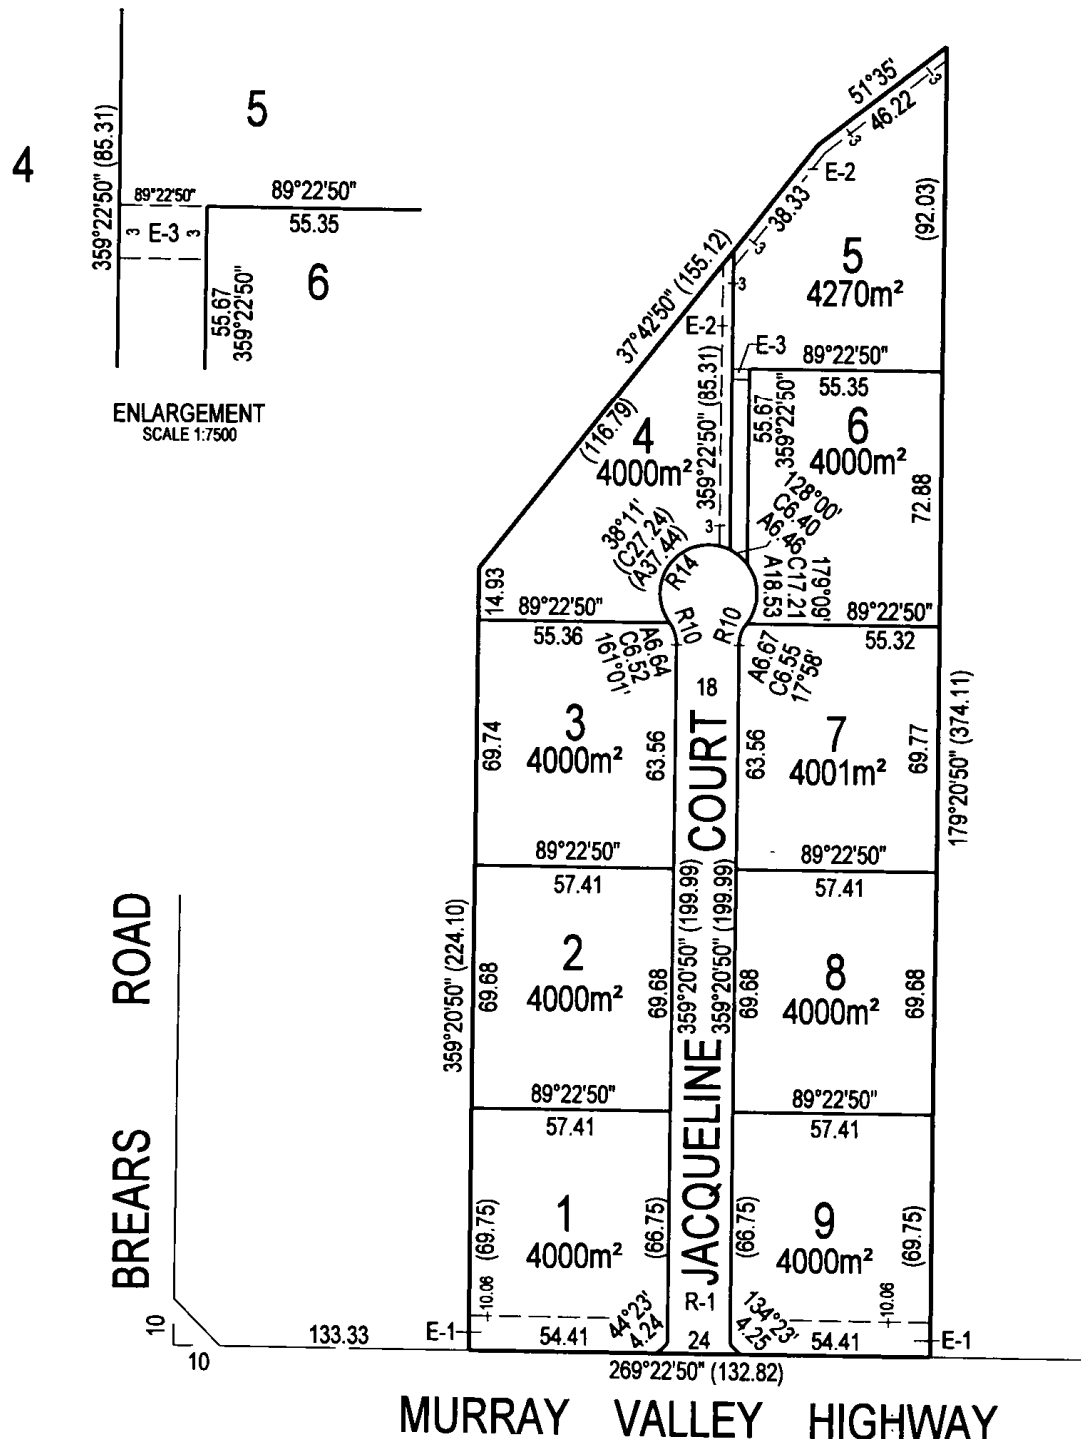 5
4
359°22'50" (85.31)
89°22'50"
89°22'50"
55.35
3 E-3 3
6
55.67
359°22'50"
ENLARGEMENT
SCALE 1:7500
51°35'
46.22
3
3
E-2
38.33
3
(92.03)
5
4270m²
37°42'50" (155.12)
3
E-2
E-3
89°22'50"
55.35
(116.79)
359°22'50" (85.31)
55.67
359°22'50"
4
4000m²
6
4000m²
72.88
3
128°00'
C6.40
A6.46
38°11'
(C27.24)
(A37.44)
R14
179°09'
C17.21
A18.53
14.93
89°22'50"
89°22'50"
55.36
55.32
R10
R10
A6.64
C6.52
161°01'
A6.67
C6.55
17°58'
18
3
4000m²
69.74
63.56
COURT
63.56
7
4001m²
69.77
179°20'50" (374.11)
89°22'50"
89°22'50"
57.41
57.41
359°20'50" (224.10)
69.68
2
4000m²
69.68
359°20'50" (199.99)
359°20'50" (199.99)
69.68
8
4000m²
69.68
ROAD
BREARS
JACQUELINE
89°22'50"
89°22'50"
57.41
57.41
(69.75)
1
4000m²
(66.75)
(66.75)
9
4000m²
(69.75)
10.06
10.06
R-1
44°23'
4.24
134°23'
4.25
10
10
133.33
E-1
54.41
24
54.41
E-1
269°22'50" (132.82)
MURRAY VALLEY HIGHWAY